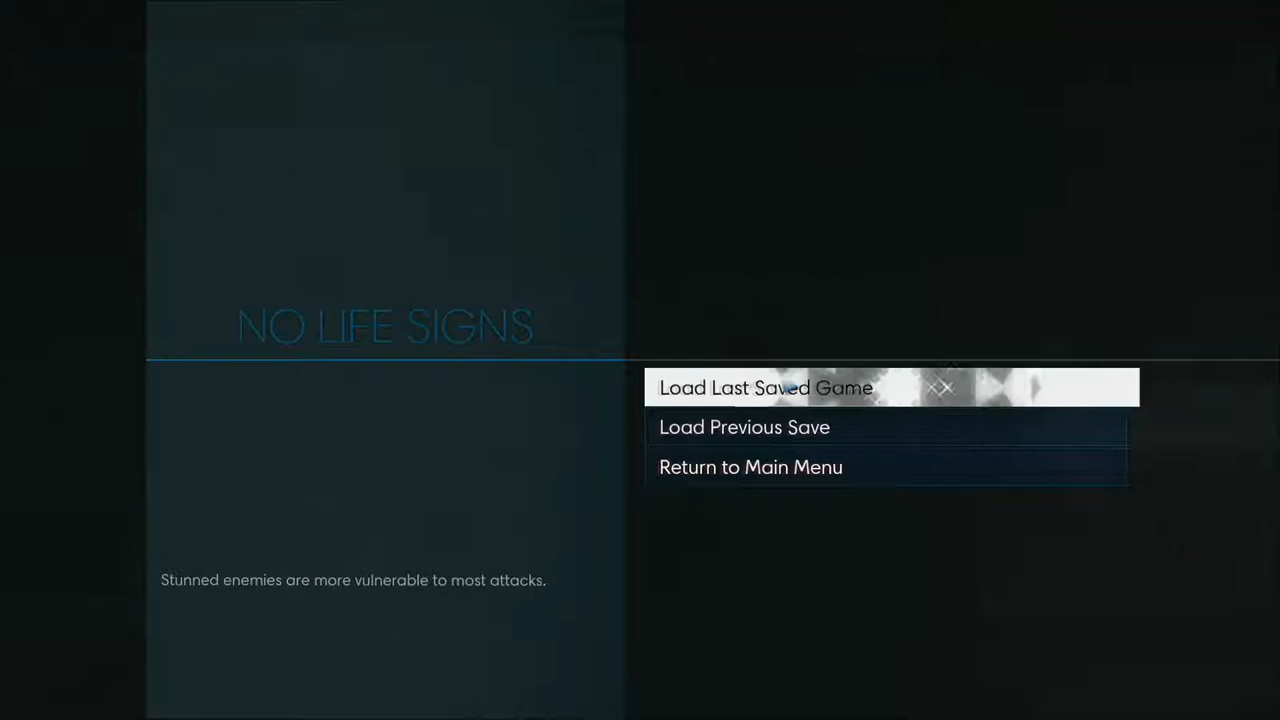 NO LIFE SIGNS
Load Last Saved Game
Load Previous Save
Return to Main Menu
Stunned enemies are more vulnerable to most attacks.